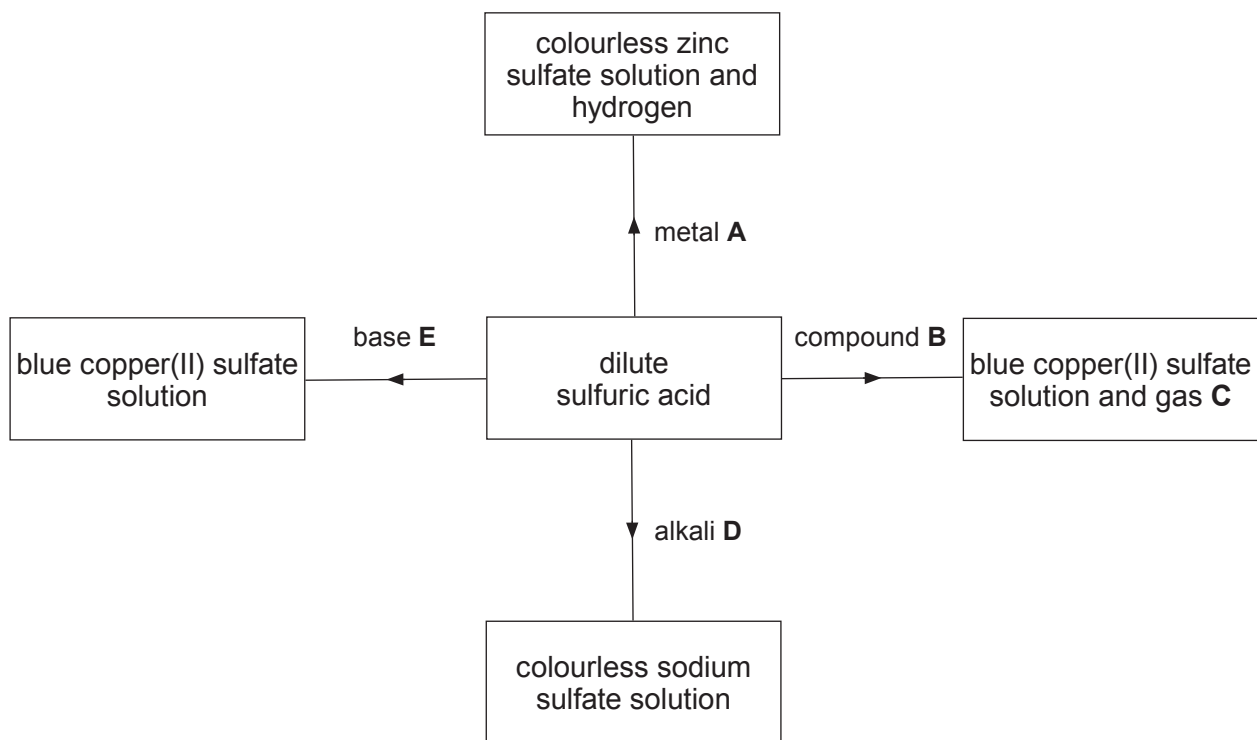 colourless zinc
sulfate solution and
hydrogen
metal A
base E
compound B
blue copper(II) sulfate
solution
dilute
sulfuric acid
blue copper(II) sulfate
solution and gas C
alkali D
colourless sodium
sulfate solution